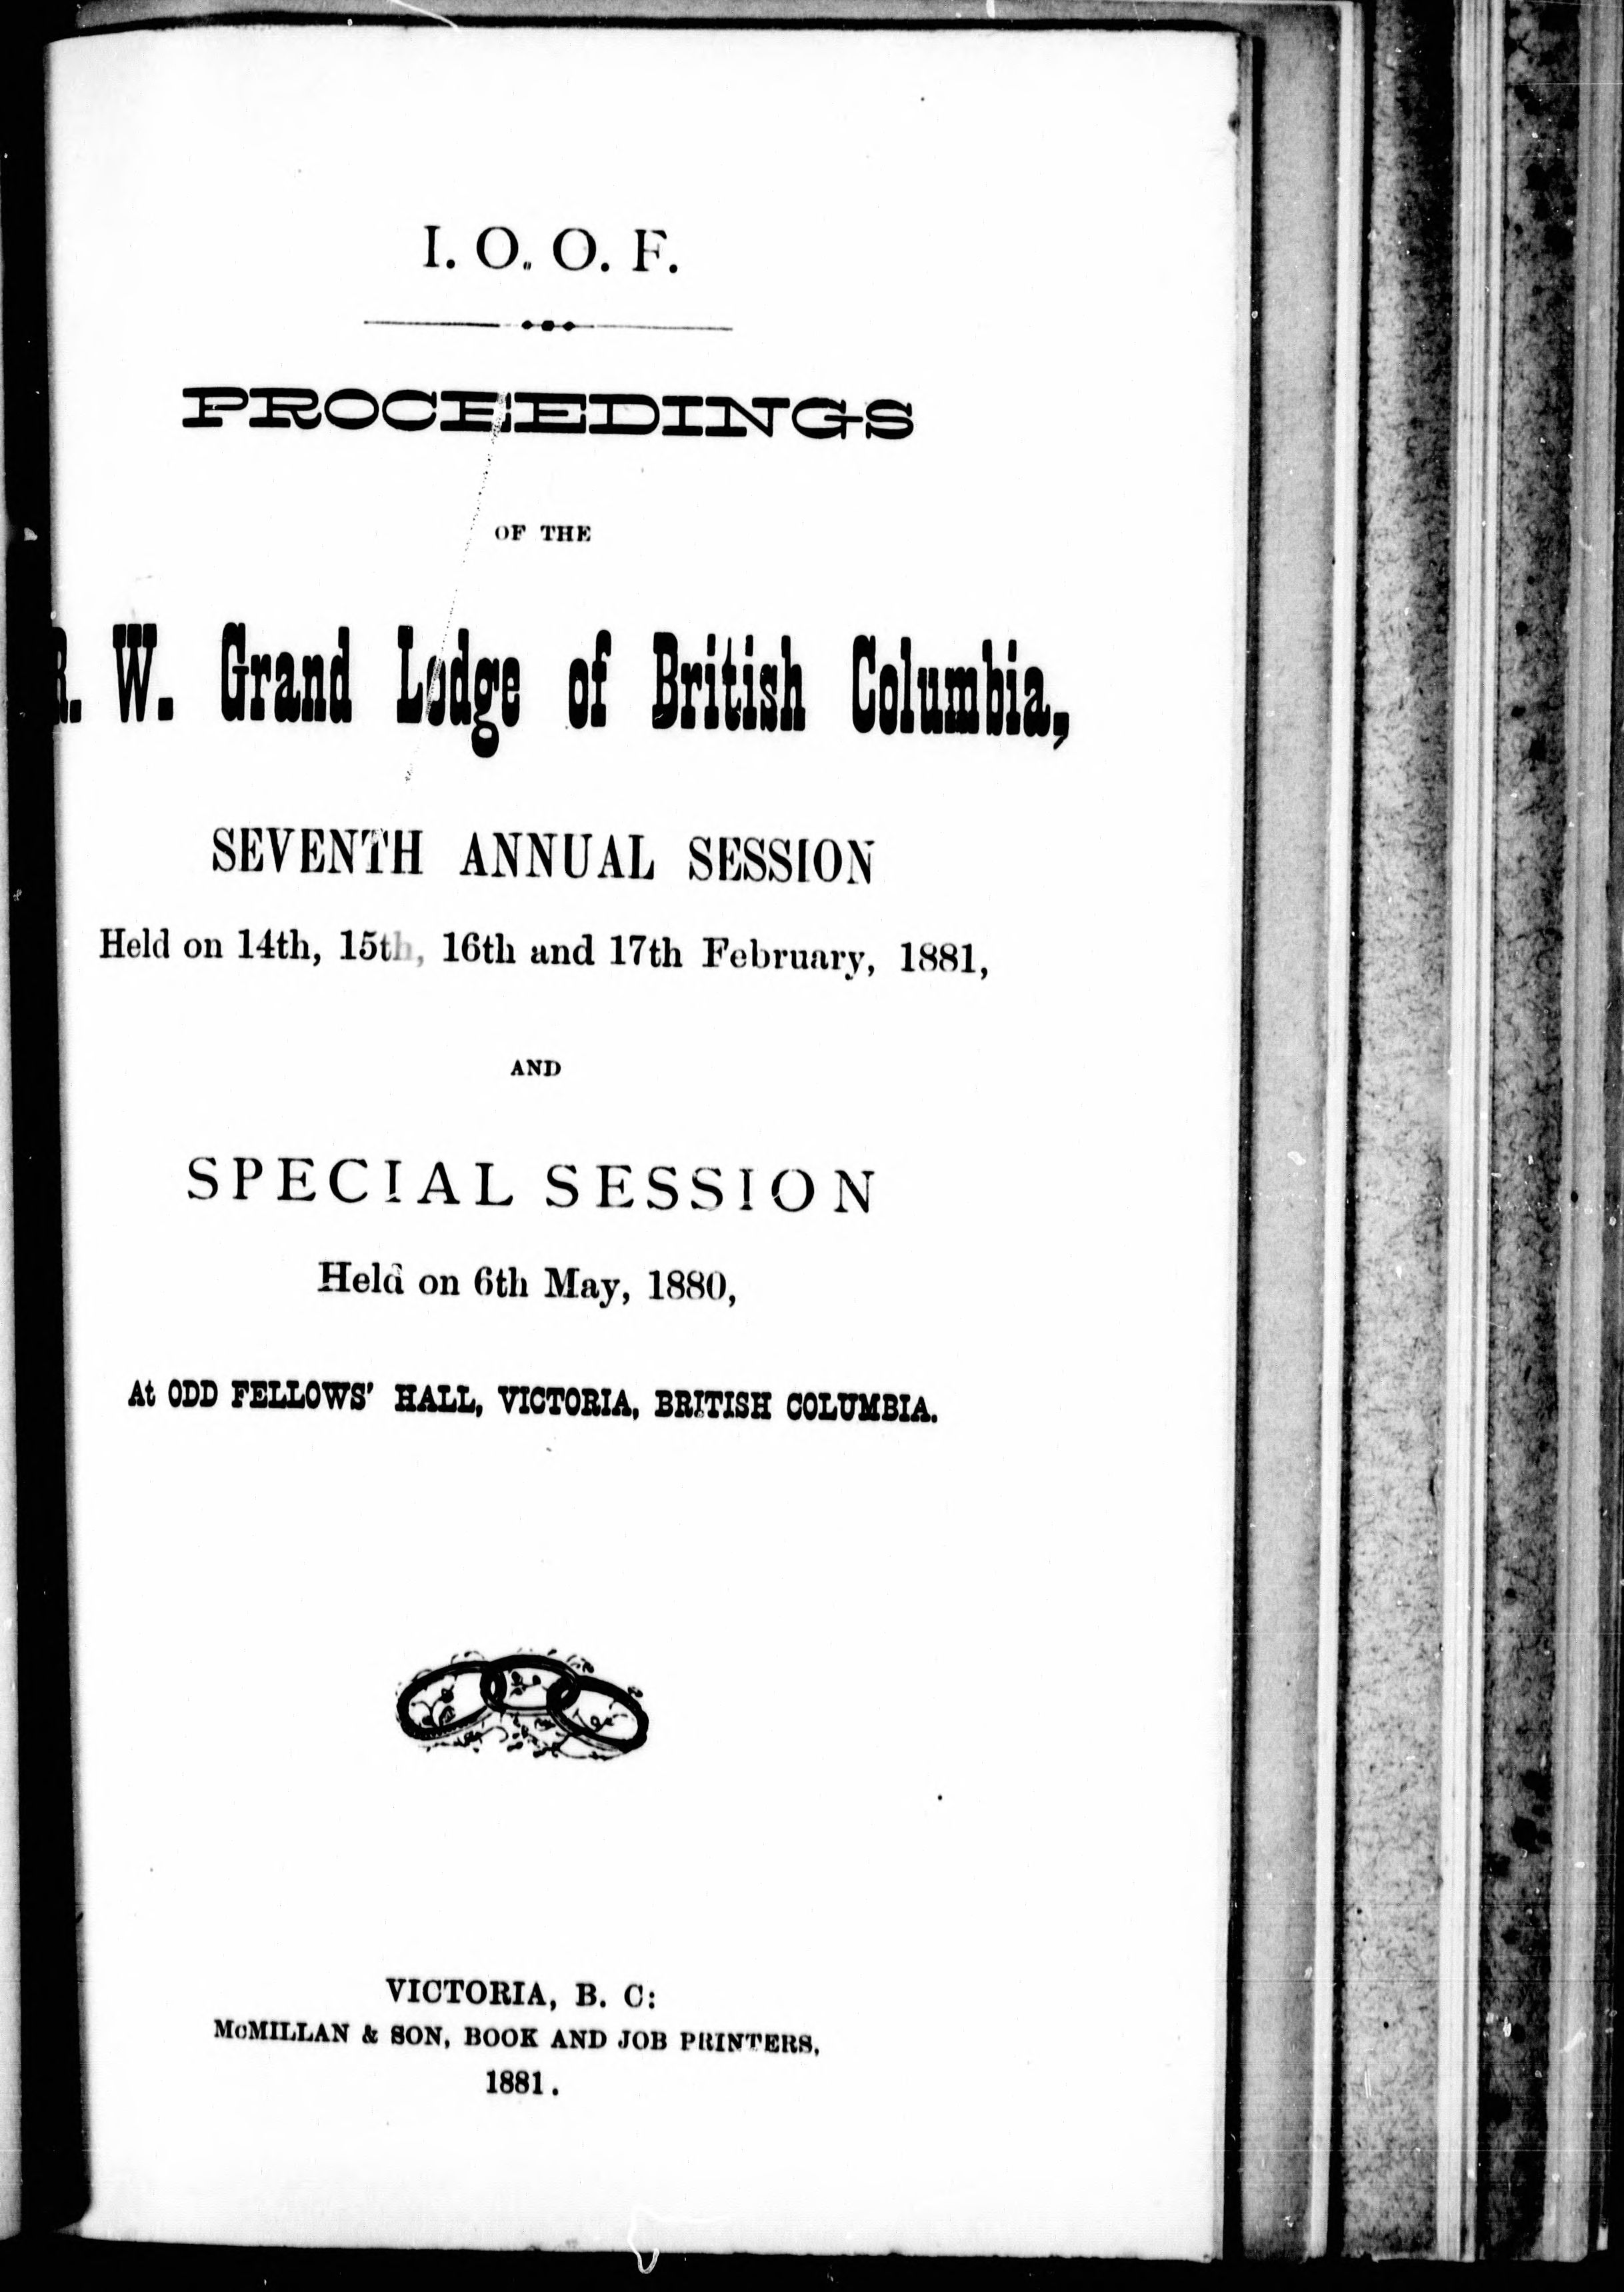 I. O. O. F.
PROCEEDINGS
OF THE
R. W. Grand Lodge of British Columbia,
SEVENTH ANNUAL SESSION
Held on 14th, 15th, 16th and 17th February, 1881,
AND
SPECIAL SESSION
Held on 6th May, 1880,
At ODD FELLOWS' HALL, VICTORIA, BRITISH COLUMBIA.
VICTORIA, B. C:
McMILLAN & SON, BOOK AND JOB PRINTERS,
1881.